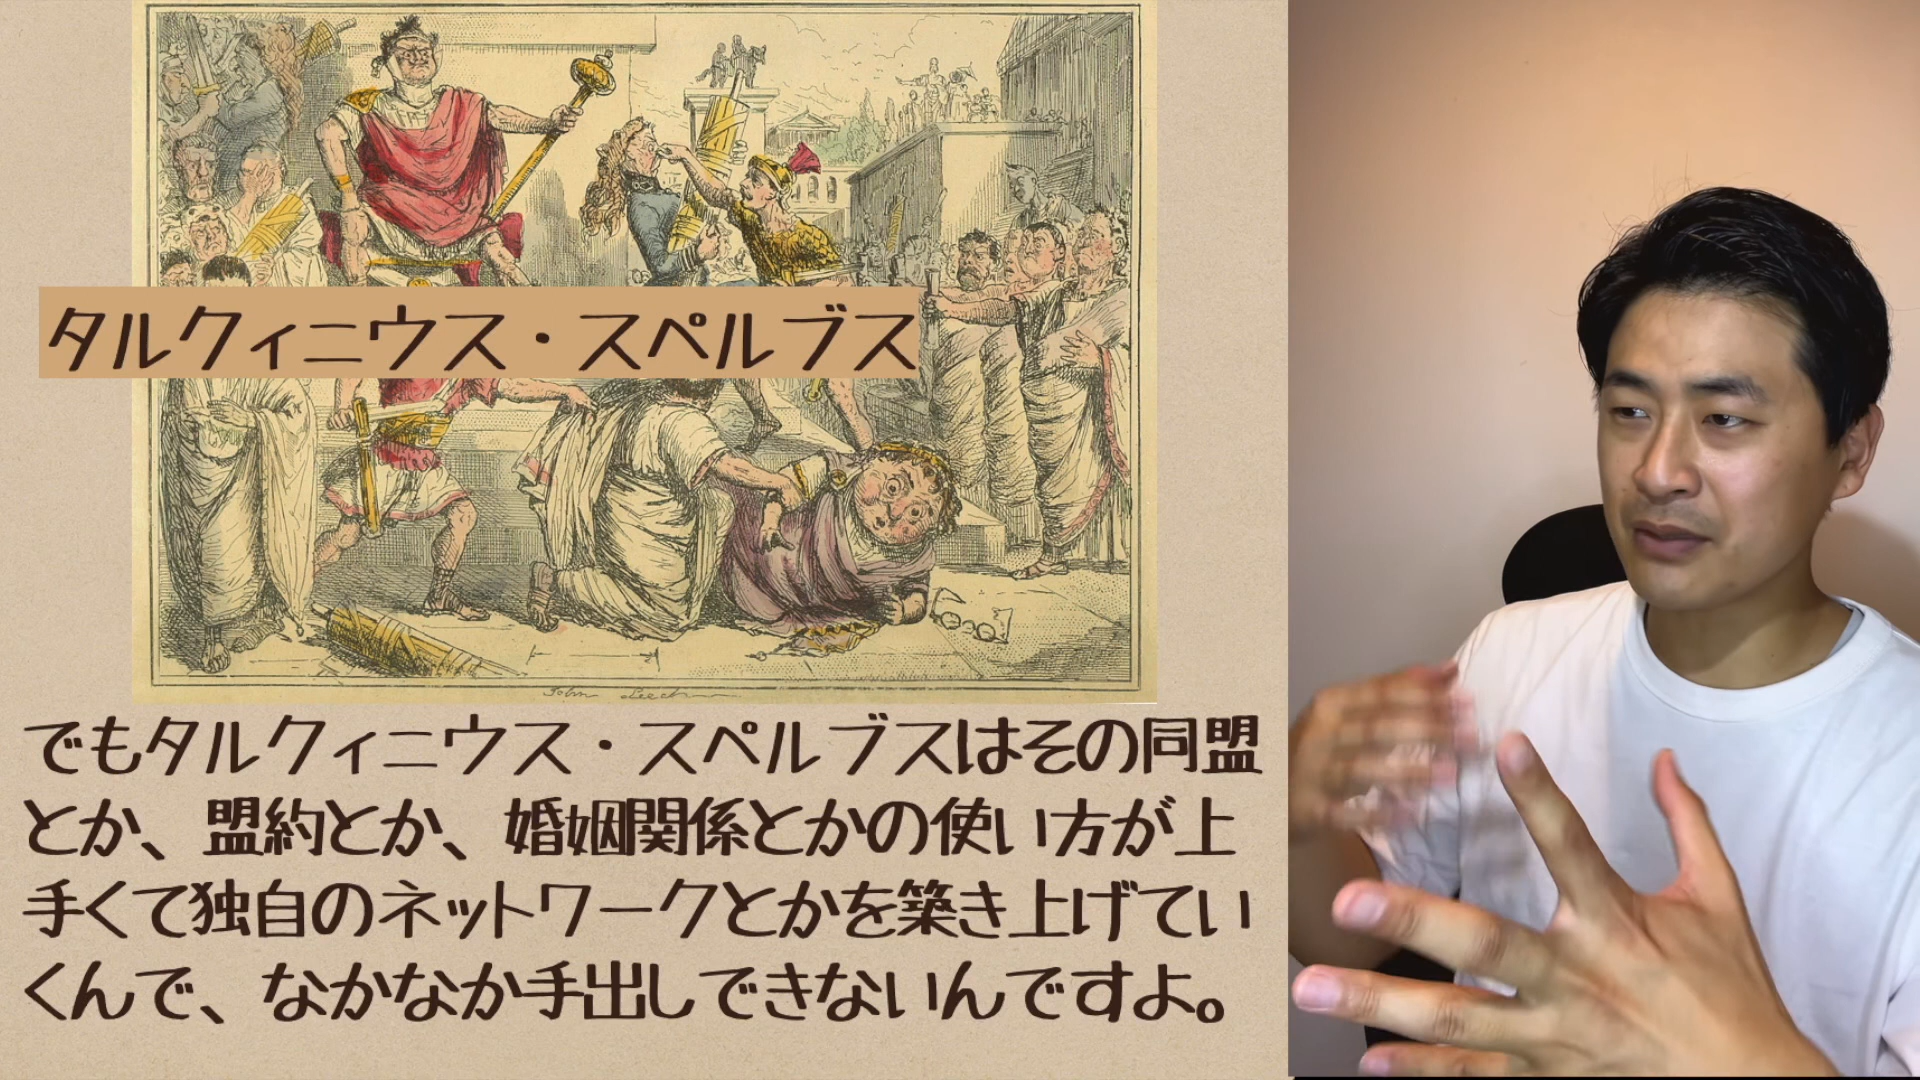 タルクィニウス・スペルブス
John Leech
でもタルクィニウス・スペルブスはその同盟
とか、盟約とか、婚姻関係とかの使い方が上
手くて独自のネットワークとかを築き上げてい
くんで、なかなか手出しできないんですよ。